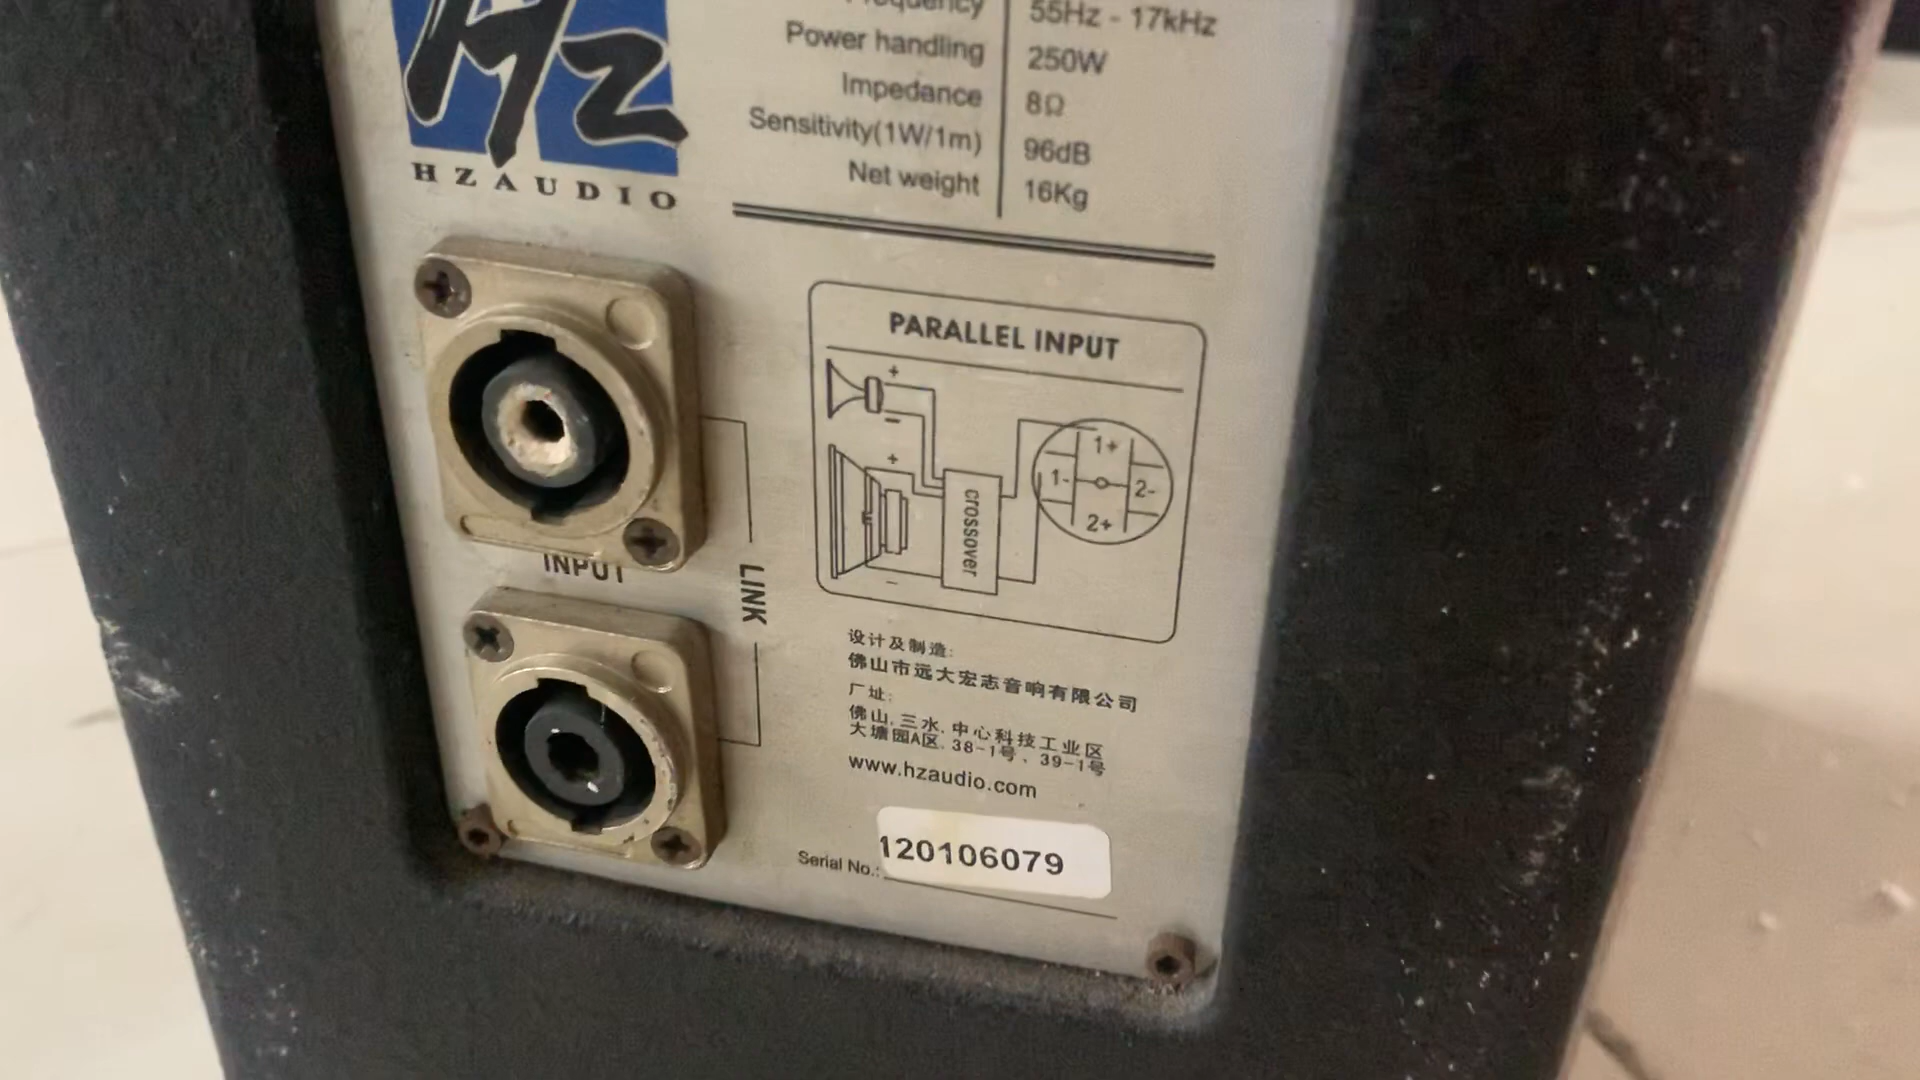 Hz
HZAUDIO
Frequency 55Hz - 17kHz
Power handling 250W
Impedance 8Ω
Sensitivity(1W/1m) 96dB
Net weight 16Kg
INPUT
LINK
PARALLEL INPUT
+
−
+
−
crossover
1+
1- 2-
2+
设计及制造:
佛山市远大宏志音响有限公司
厂址:
佛山.三水.中心科技工业区
大塘园A区.38-1号、39-1号
www.hzaudio.com
Serial No.: 120106079